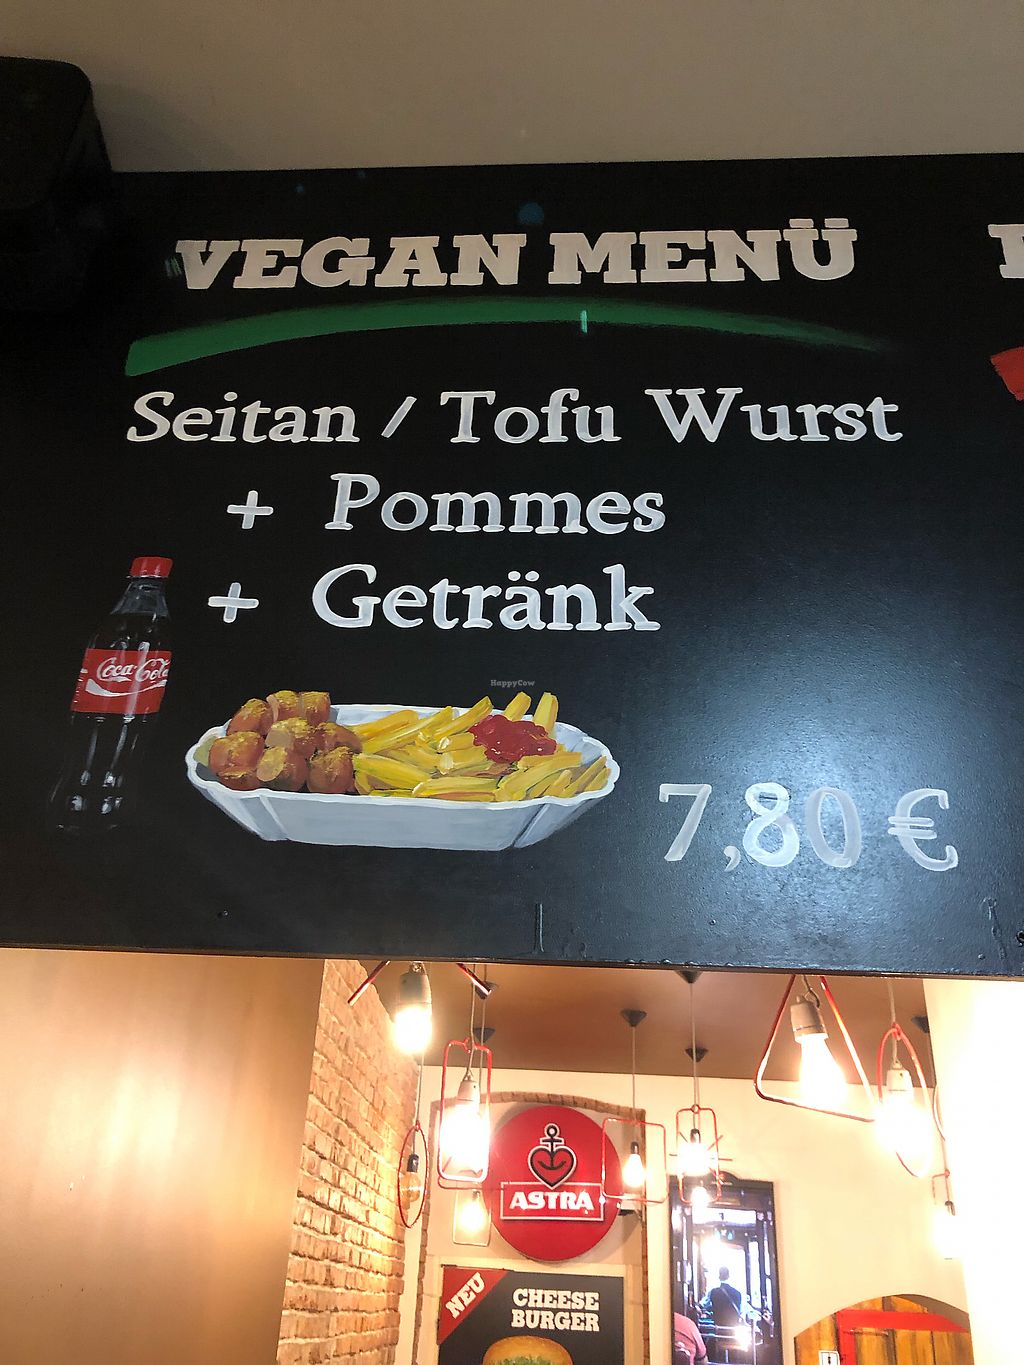 VEGAN MENÜ
Seitan / Tofu Wurst
+ Pommes
+ Getränk
Coca-Cola
HappyCow
7,80 €
ASTRA
NEU
CHEESE
BURGER